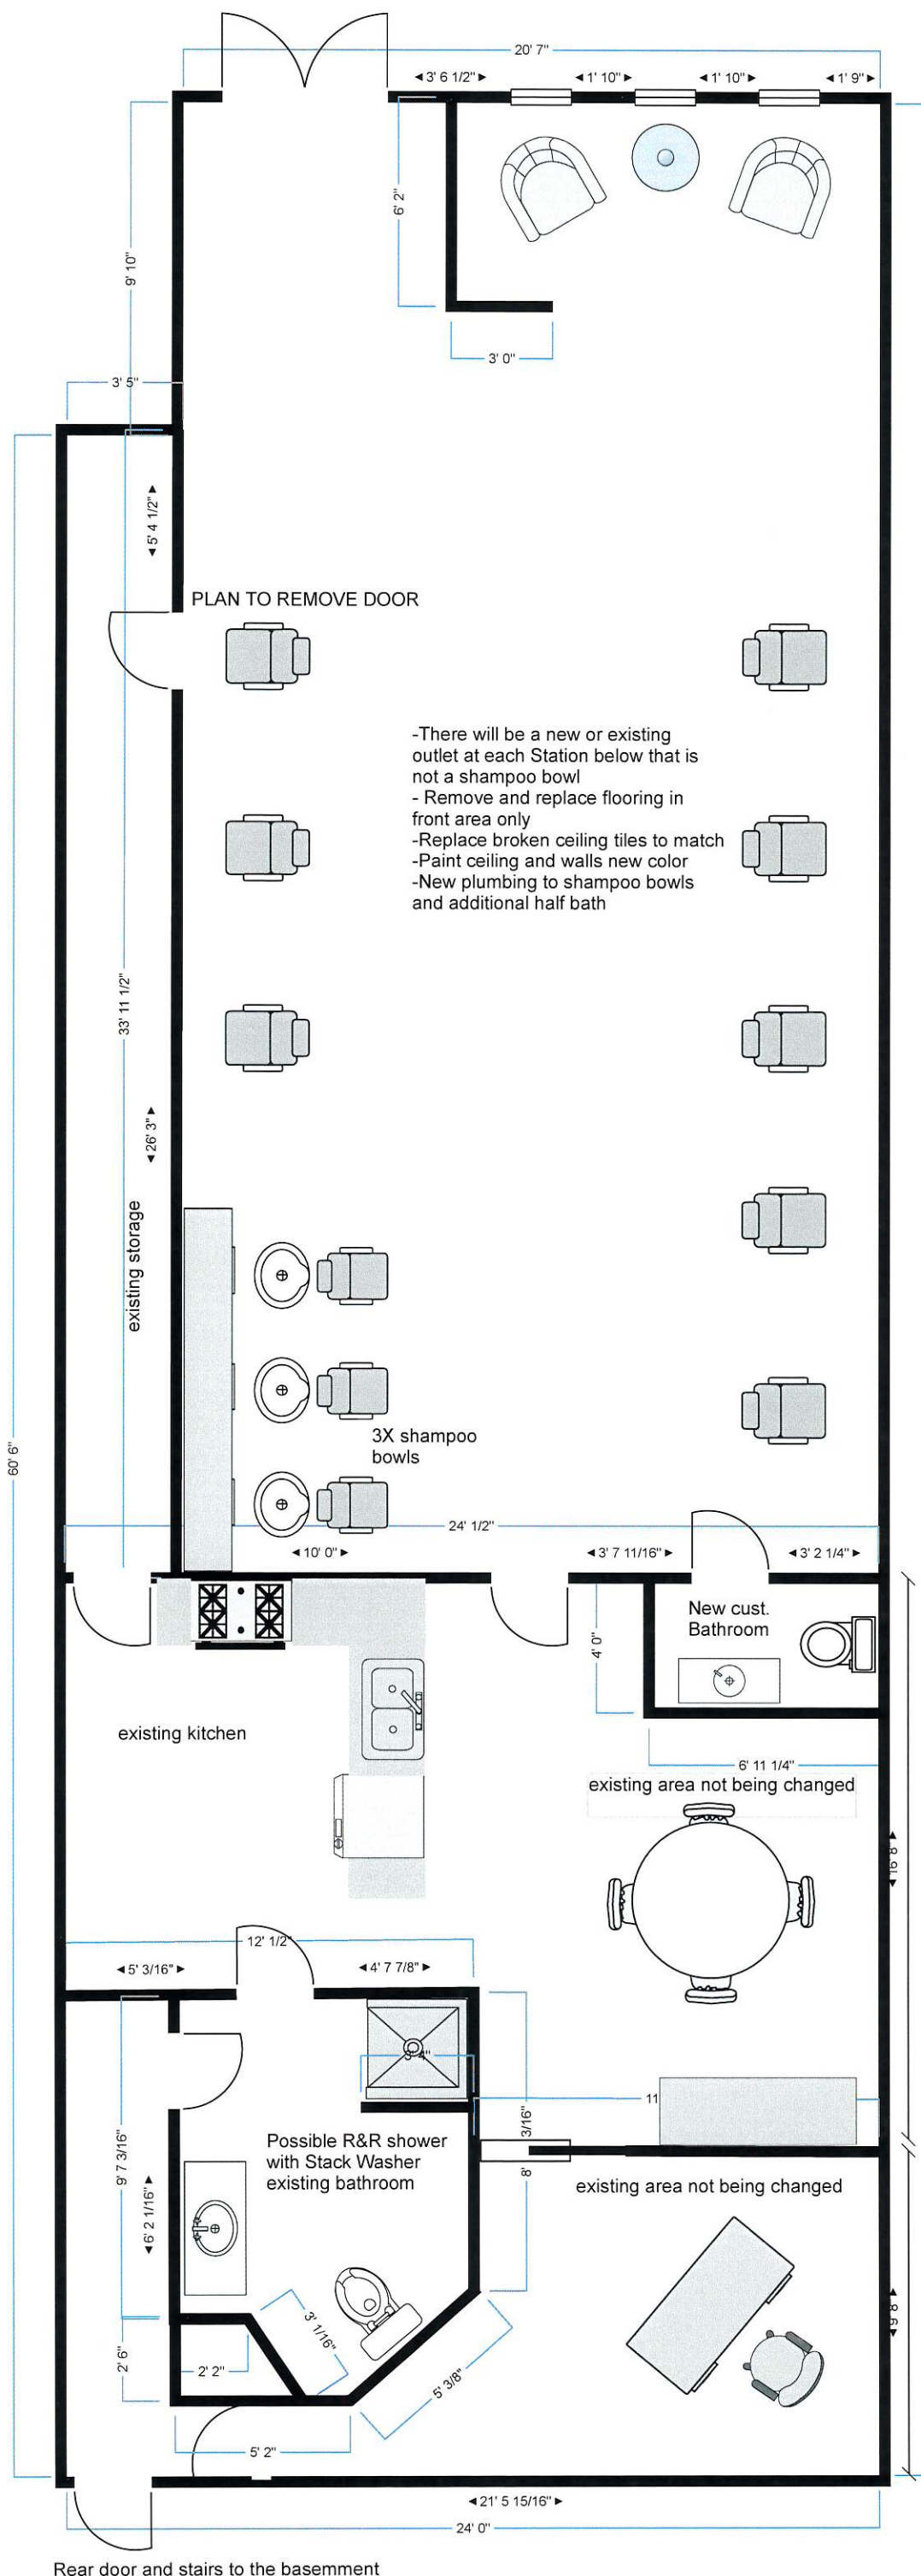 20' 7"
◄3' 6 1/2"►
◄1' 10"►
◄1' 10"►
◄1' 9"►
6' 2"
9' 10"
3' 0"
3' 5"
◄5' 4 1/2"►
PLAN TO REMOVE DOOR
-There will be a new or existing
outlet at each Station below that is
not a shampoo bowl
- Remove and replace flooring in
front area only
-Replace broken ceiling tiles to match
-Paint ceiling and walls new color
-New plumbing to shampoo bowls
and additional half bath
33' 11 1/2"
◄26' 3"►
existing storage
3X shampoo
bowls
60' 6"
24' 1/2"
◄10' 0"►
◄3' 7 11/16"►
◄3' 2 1/4"►
New cust.
Bathroom
4' 0"
existing kitchen
6' 11 1/4"
existing area not being changed
◄16' 8"►
12' 1/2"
◄5' 3/16"►
◄4' 7 7/8"►
11
8' 3/16"
Possible R&R shower
with Stack Washer
existing bathroom
9' 7 3/16"
◄6' 2 1/16"►
existing area not being changed
◄9' 8"►
3' 1/16"
2' 6"
2' 2"
5' 3/8"
5' 2"
◄21' 5 15/16"►
24' 0"
Rear door and stairs to the basemment